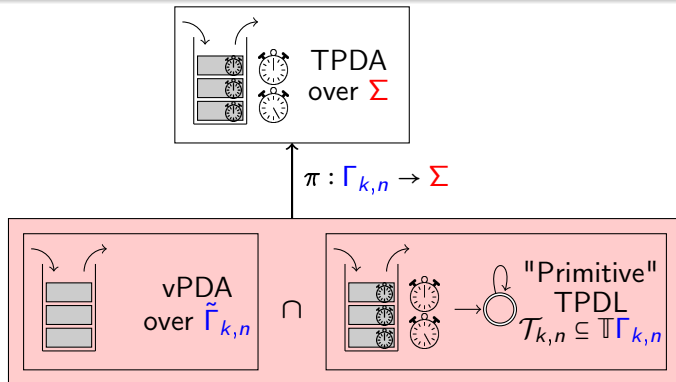 TPDA
over Σ
π : Γ_{k,n} → Σ
vPDA
over Γ̃_{k,n}
∩
"Primitive"
TPDL
𝒯_{k,n} ⊆ 𝕋Γ_{k,n}